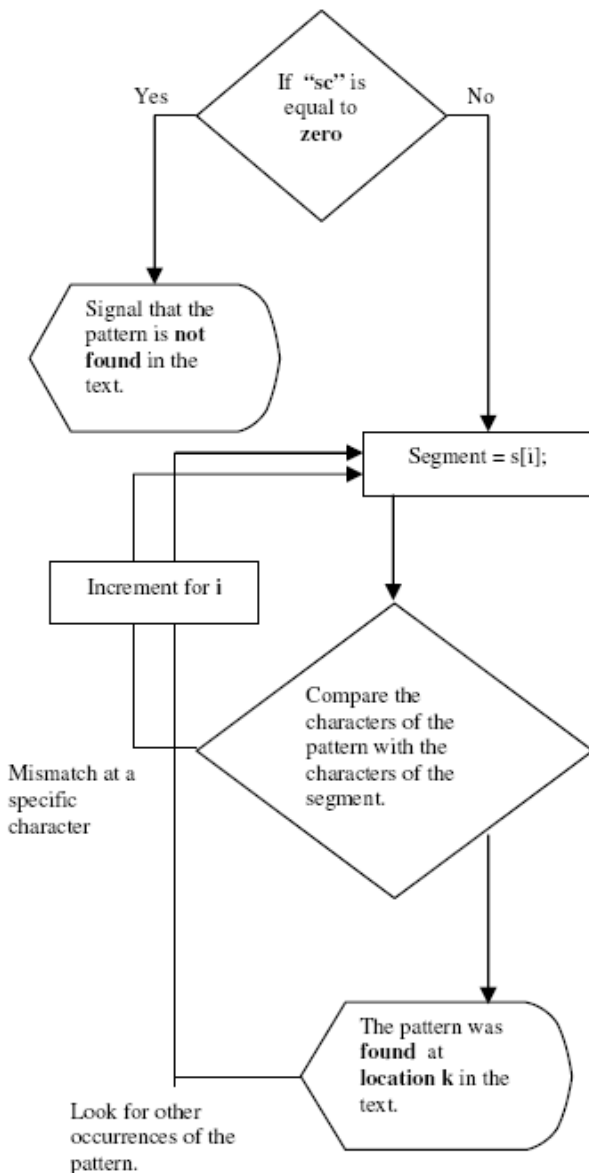 If “sc” is
equal to
zero
Yes
No
Signal that the
pattern is not
found in the
text.
Segment = s[i];
Increment for i
Compare the
characters of the
pattern with the
characters of the
segment.
Mismatch at a
specific
character
The pattern was
found at
location k in the
text.
Look for other
occurrences of the
pattern.